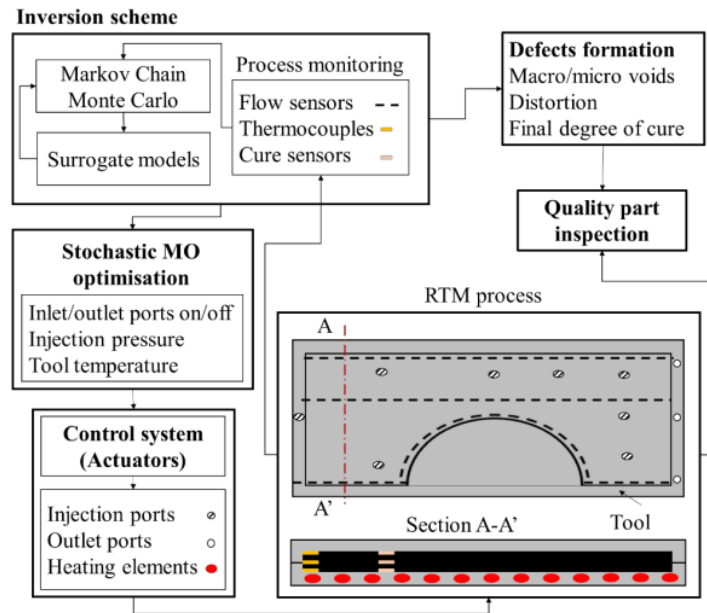 Inversion scheme
Markov Chain
Monte Carlo
Surrogate models
Process monitoring
Flow sensors
Thermocouples
Cure sensors
Defects formation
Macro/micro voids
Distortion
Final degree of cure
Quality part
inspection
Stochastic MO
optimisation
Inlet/outlet ports on/off
Injection pressure
Tool temperature
Control system
(Actuators)
Injection ports
Outlet ports
Heating elements
RTM process
A
A'
Section A-A'
Tool